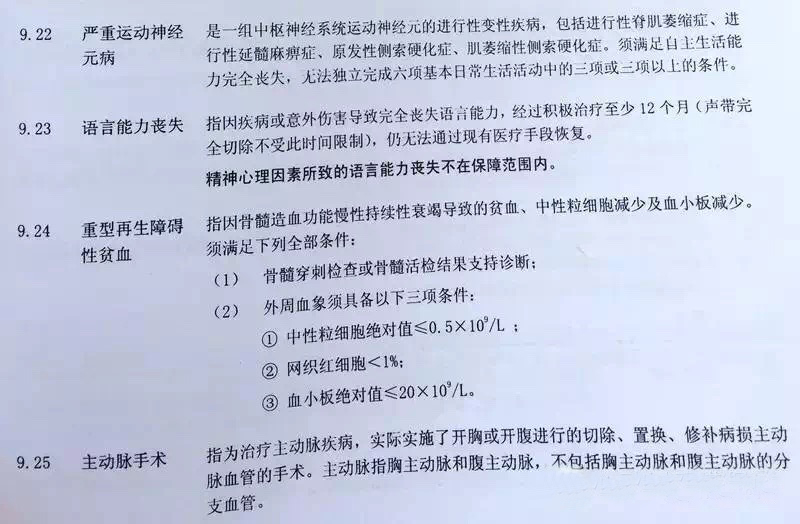 9.22 严重运动神经元病 是一组中枢神经系统运动神经元的进行性变性疾病，包括进行性脊肌萎缩症、进
行性延髓麻痹症、原发性侧索硬化症、肌萎缩性侧索硬化症。须满足自主生活能
力完全丧失，无法独立完成六项基本日常生活活动中的三项或三项以上的条件。
9.23 语言能力丧失 指因疾病或意外伤害导致完全丧失语言能力，经过积极治疗至少 12 个月（声带完
全切除不受此时间限制），仍无法通过现有医疗手段恢复。
精神心理因素所致的语言能力丧失不在保障范围内。
9.24 重型再生障碍性贫血 指因骨髓造血功能慢性持续性衰竭导致的贫血、中性粒细胞减少及血小板减少。
须满足下列全部条件：
（1） 骨髓穿刺检查或骨髓活检结果支持诊断；
（2） 外周血象须具备以下三项条件：
① 中性粒细胞绝对值≤0.5×10⁹/L ；
② 网织红细胞＜1%；
③ 血小板绝对值≤20×10⁹/L。
9.25 主动脉手术 指为治疗主动脉疾病，实际实施了开胸或开腹进行的切除、置换、修补病损主动
脉血管的手术。主动脉指胸主动脉和腹主动脉，不包括胸主动脉和腹主动脉的分
支血管。